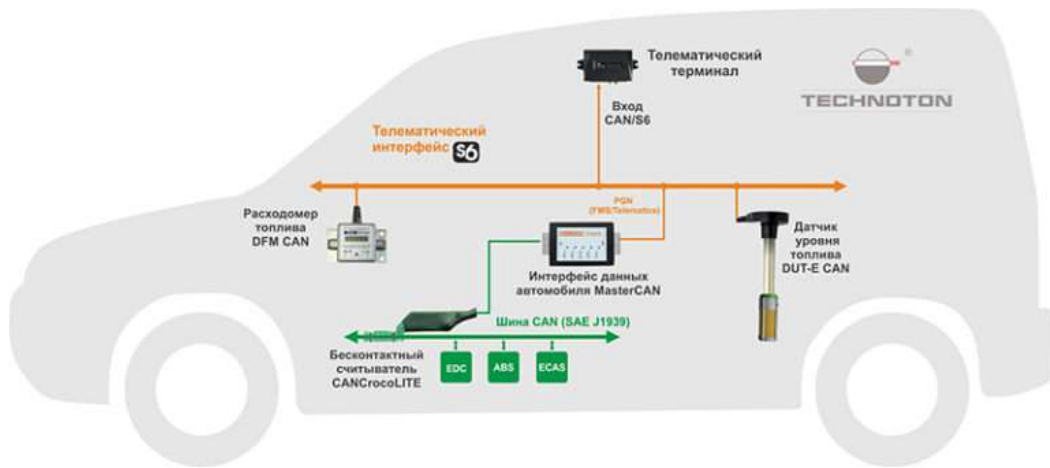 Телематический
терминал
®
TECHNOTON
Вход
CAN/S6
Телематический
интерфейс S6
PGN
(FMS/Telematics)
Расходомер
топлива
DFM CAN
Датчик
уровня
топлива
DUT-E CAN
Интерфейс данных
автомобиля MasterCAN
Шина CAN (SAE J1939)
Бесконтактный
считыватель
CANCrocoLITE
EDC
ABS
ECAS